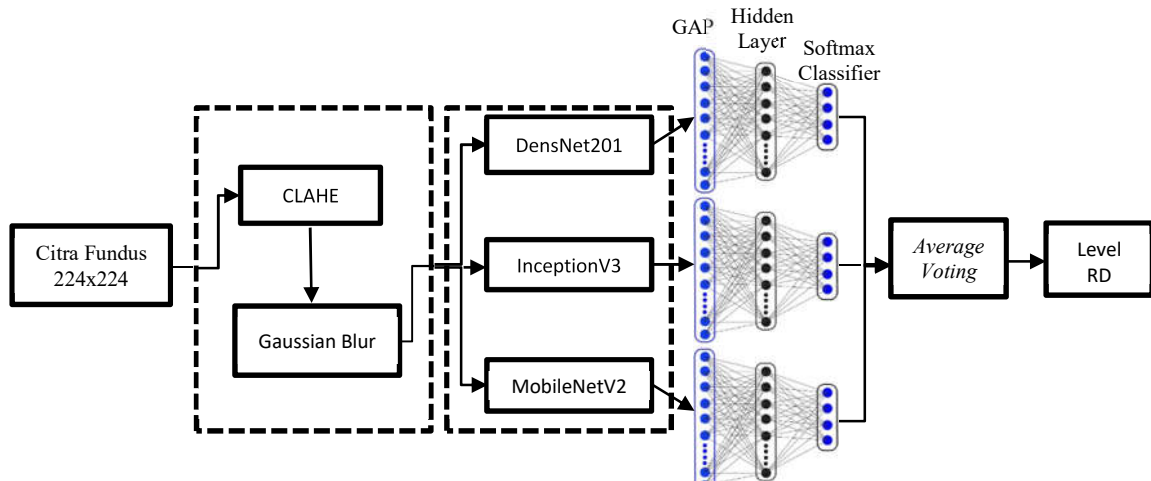 Citra Fundus
224x224
CLAHE
Gaussian Blur
DensNet201
InceptionV3
MobileNetV2
GAP
Hidden
Layer
Softmax
Classifier
Average
Voting
Level
RD